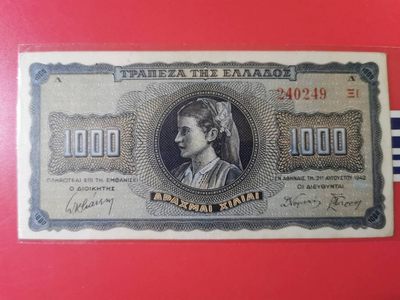 Λ Λ
ΤΡΑΠΕΖΑ ΤΗΣ ΕΛΛΑΔΟΣ
240249 ΞΙ
1000 1000
ΠΛΗΡΩΤΕΑΙ ΕΠΙ ΤΗ ΕΜΦΑΝΙΣΕΙ
Ο ΔΙΟΙΚΗΤΗΣ
ΕΝ ΑΘΗΝΑΙΣ ΤΗ 21 ΑΥΓΟΥΣΤΟΥ 1942
ΟΙ ΔΙΕΥΘΥΝΤΑΙ
ΔΡΑΧΜΑΙ ΧΙΛΙΑΙ